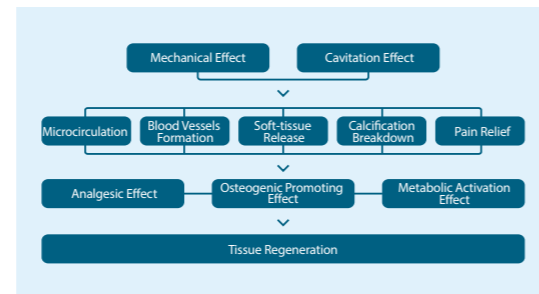 Mechanical Effect
Cavitation Effect
Microcirculation
Blood Vessels
Formation
Soft-tissue
Release
Calcification
Breakdown
Pain Relief
Analgesic Effect
Osteogenic Promoting
Effect
Metabolic Activation
Effect
Tissue Regeneration